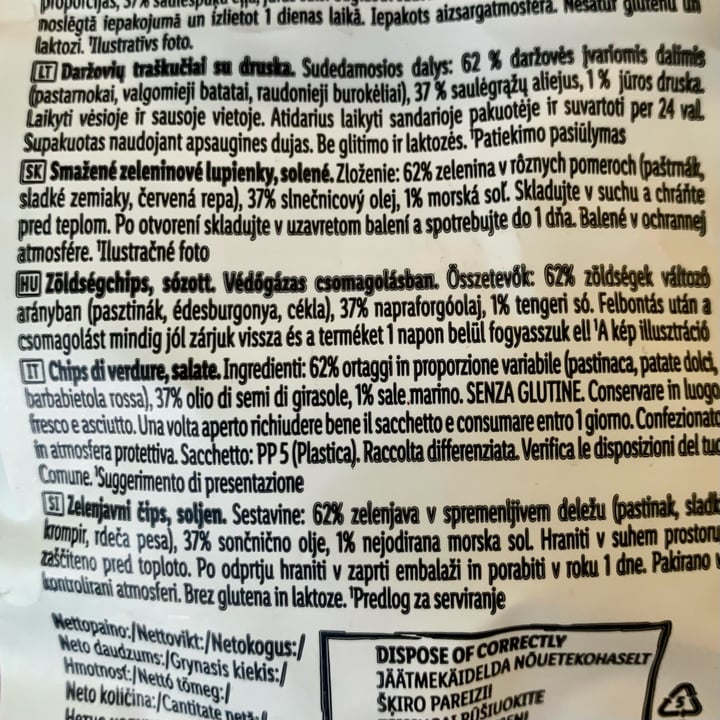 noslēgtā iepakojumā un izlietot 1 dienas laikā. Iepakots aizsargatmosfērā. Nesatur glutēnu un
laktozi. ¹Ilustratīvs foto.
LT Daržovių traškučiai su druska. Sudedamosios dalys: 62 % daržovės įvairiomis dalimis
(pastarnokai, valgomieji batatai, raudonieji burokėliai), 37 % saulėgrąžų aliejus, 1 % jūros druska.
Laikyti vėsioje ir sausoje vietoje. Atidarius laikyti sandarioje pakuotėje ir suvartoti per 24 val.
Supakuotas naudojant apsaugines dujas. Be glitimo ir laktozės. ¹Patiekimo pasiūlymas
SK Smažené zeleninové lupienky, solené. Zloženie: 62% zelenina v rôznych pomeroch (paštrnák,
sladké zemiaky, červená repa), 37% slnečnicový olej, 1% morská soľ. Skladujte v suchu a chráňte
pred teplom. Po otvorení skladujte v uzavretom balení a spotrebujte do 1 dňa. Balené v ochrannej
atmosfére. ¹Ilustračné foto
HU Zöldségchips, sózott. Védőgázas csomagolásban. Összetevők: 62% zöldségek változó
arányban (pasztinák, édesburgonya, cékla), 37% napraforgóolaj, 1% tengeri só. Felbontás után a
csomagolást mindig jól zárjuk vissza és a terméket 1 napon belül fogyasszuk el! ¹A kép illusztráció
IT Chips di verdure, salate. Ingredienti: 62% ortaggi in proporzione variabile (pastinaca, patate dolci,
barbabietola rossa), 37% olio di semi di girasole, 1% sale marino. SENZA GLUTINE. Conservare in luogo
fresco e asciutto. Una volta aperto richiudere bene il sacchetto e consumare entro 1 giorno. Confezionato
in atmosfera protettiva. Sacchetto: PP 5 (Plastica). Raccolta differenziata. Verifica le disposizioni del tuo
Comune. ¹Suggerimento di presentazione
SI Zelenjavni čips, soljen. Sestavine: 62% zelenjava v spremenljivem deležu (pastinak, sladk
krompir, rdeča pesa), 37% sončnično olje, 1% nejodirana morska sol. Hraniti v suhem prostoru
zaščiteno pred toploto. Po odprtju hraniti v zaprti embalaži in porabiti v roku 1 dne. Pakirano v
kontrolirani atmosferi. Brez glutena in laktoze. ¹Predlog za serviranje
Nettopaino:/Nettovikt:/Netokogus:/
Neto daudzums:/Grynasis kiekis:/
Hmotnosť:/Nettó tömeg:/
Neto količina:/Cantitate netă:/
DISPOSE OF CORRECTLY
JÄÄTMEKÄIDELDA NÕUETEKOHASELT
ŠĶIRO PAREIZI!
RŪŠIUOKITE
5